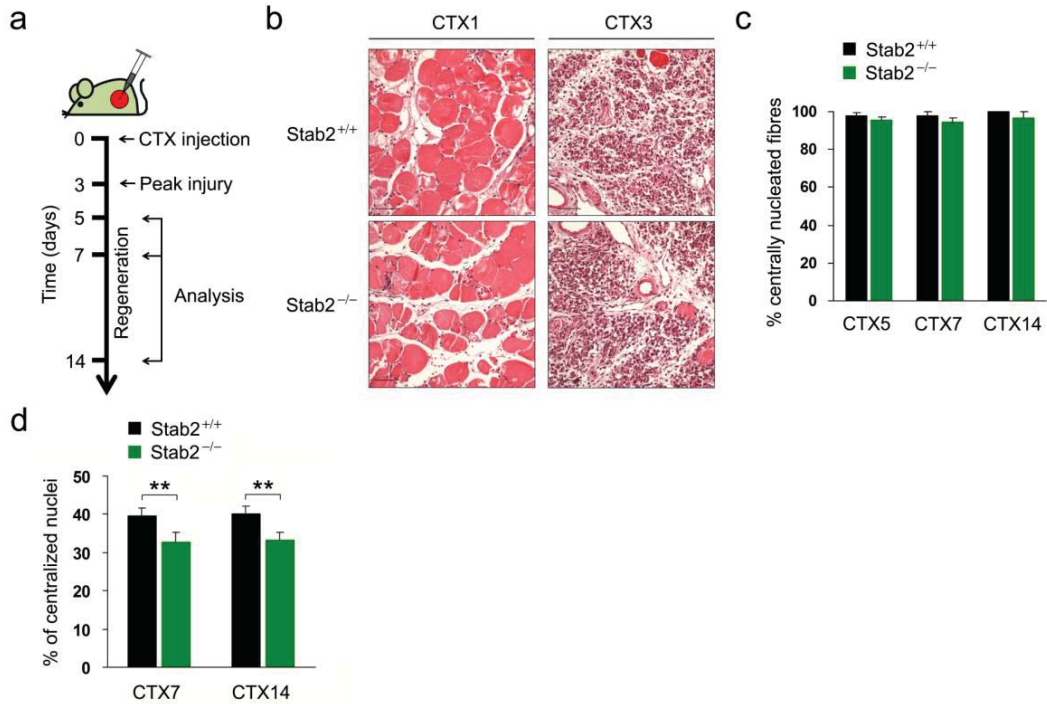 a
0
CTX injection
3
Peak injury
5
7
14
Time (days)
Regeneration
Analysis
b
CTX1
CTX3
Stab2+/+
Stab2−/−
c
Stab2+/+
Stab2−/−
% centrally nucleated fibres
100
80
60
40
20
0
CTX5
CTX7
CTX14
d
Stab2+/+
Stab2−/−
% of centralized nuclei
50
40
30
20
10
0
**
**
CTX7
CTX14